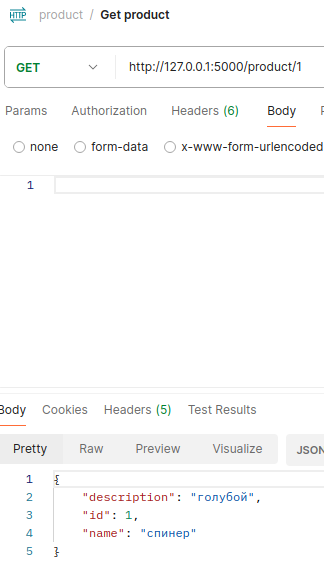 HTTP product / Get product
GET http://127.0.0.1:5000/product/1
Params Authorization Headers (6) Body
none form-data x-www-form-urlencoded
1
Body Cookies Headers (5) Test Results
Pretty Raw Preview Visualize JSON
1 {
2 "description": "голубой",
3 "id": 1,
4 "name": "спинер"
5 }